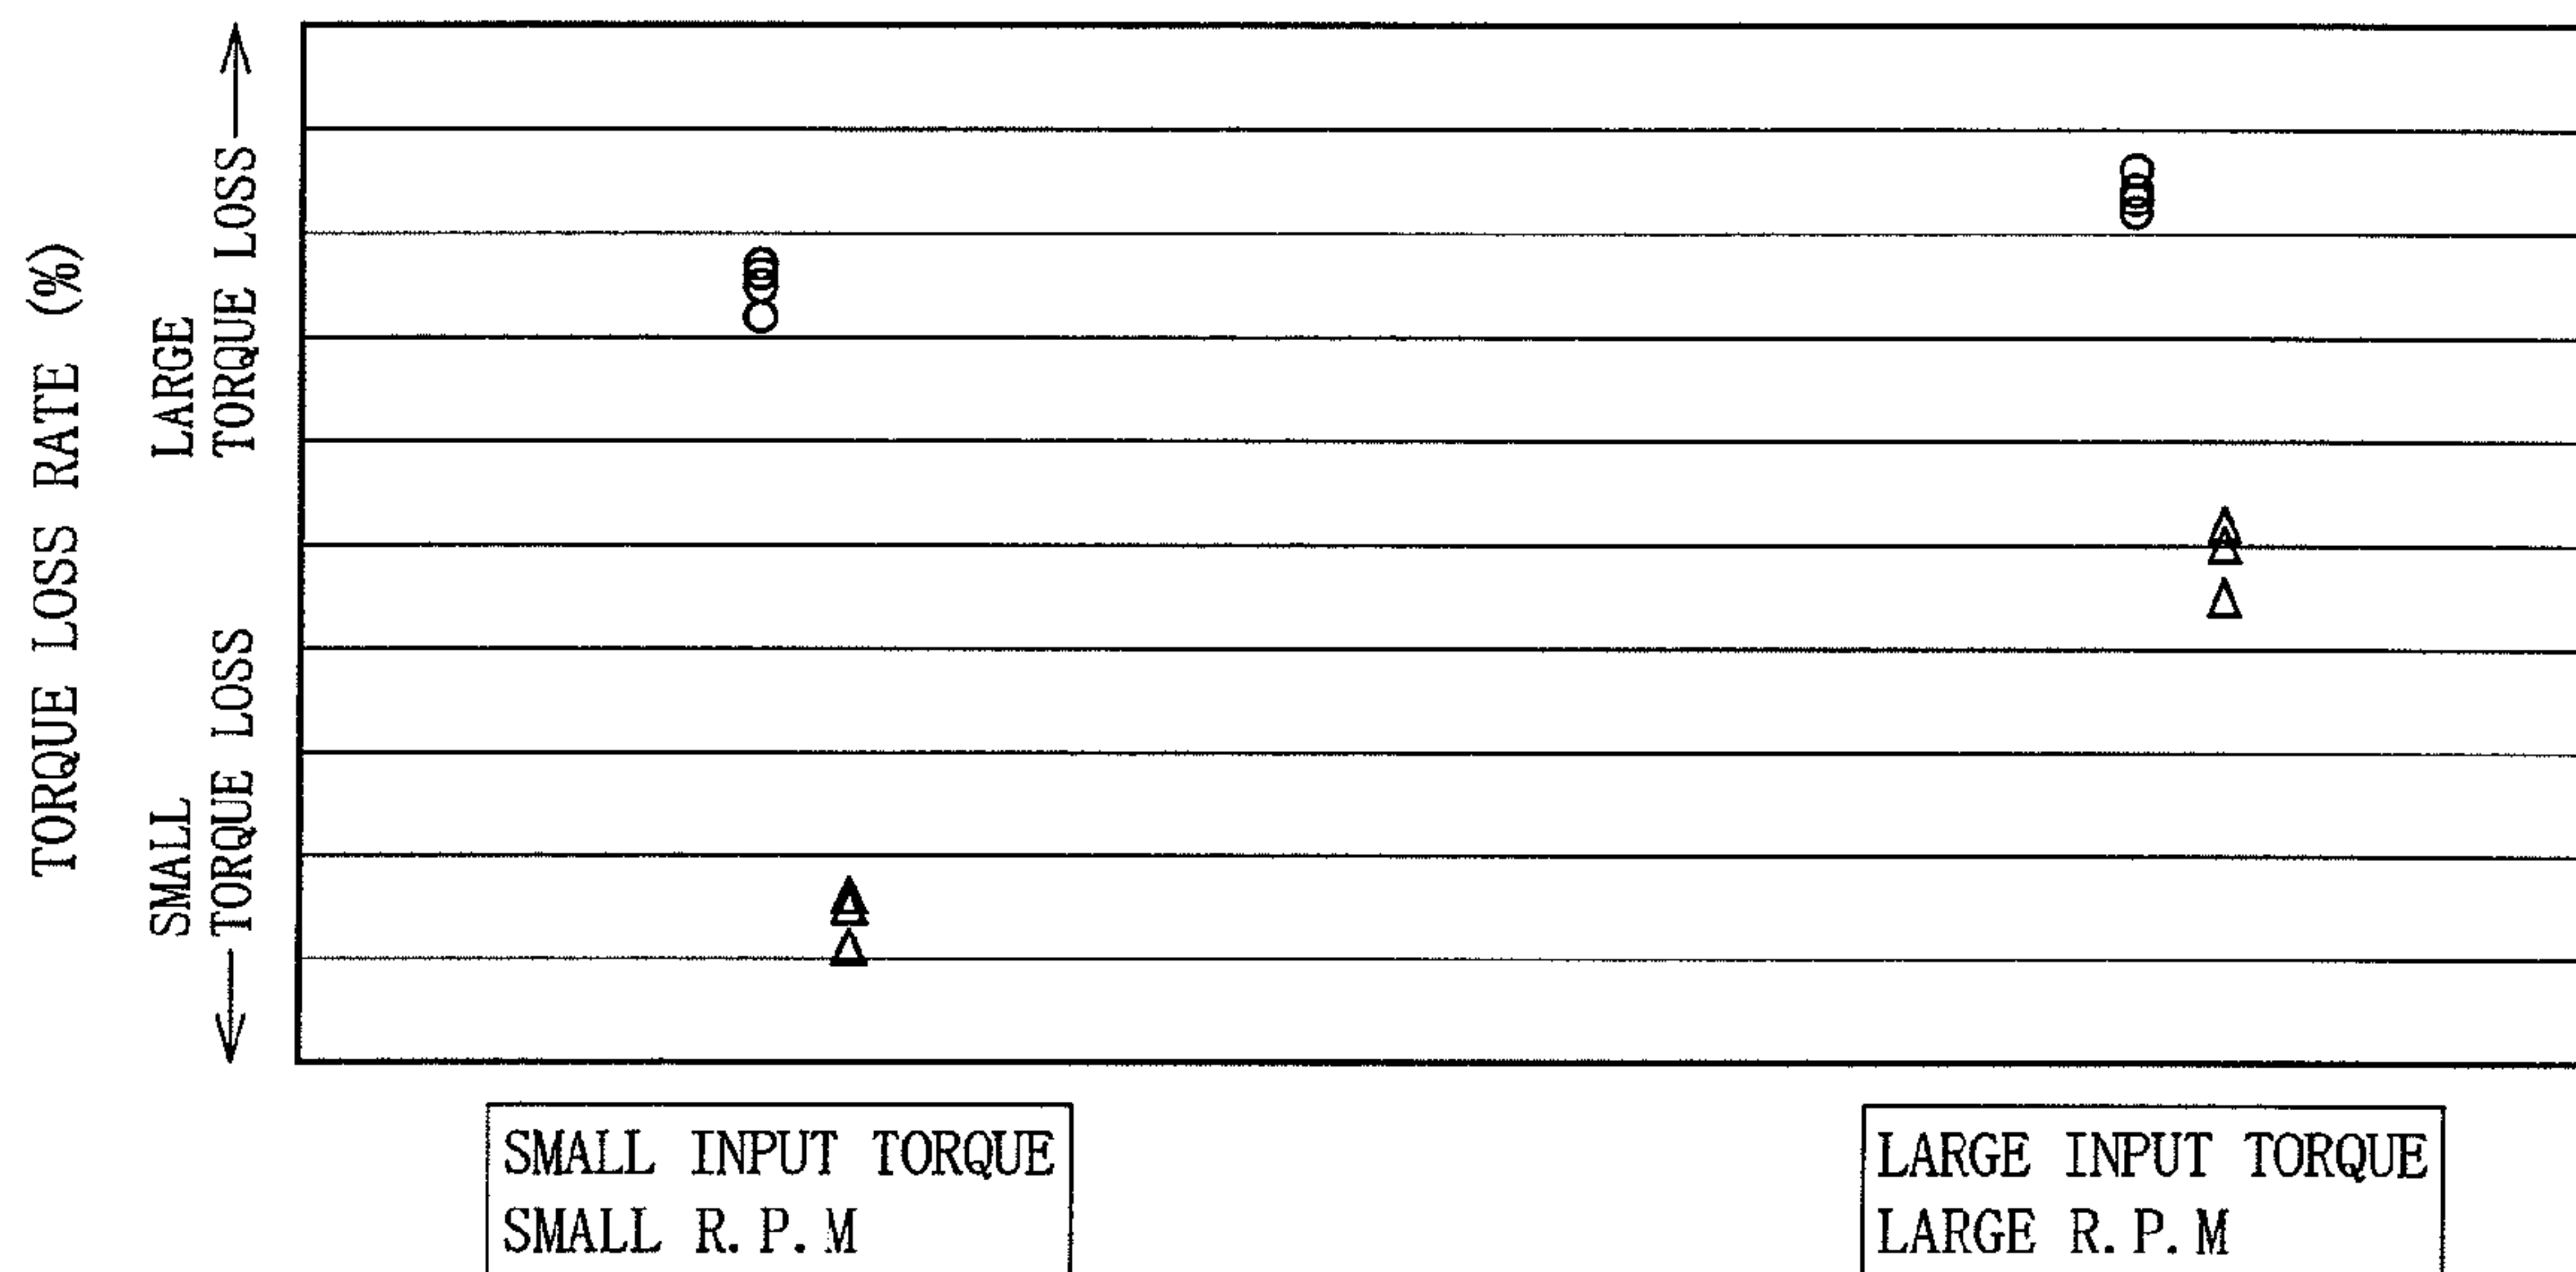 TORQUE LOSS RATE (%)
LARGE
TORQUE LOSS
SMALL
TORQUE LOSS
SMALL INPUT TORQUE
SMALL R.P.M
LARGE INPUT TORQUE
LARGE R.P.M